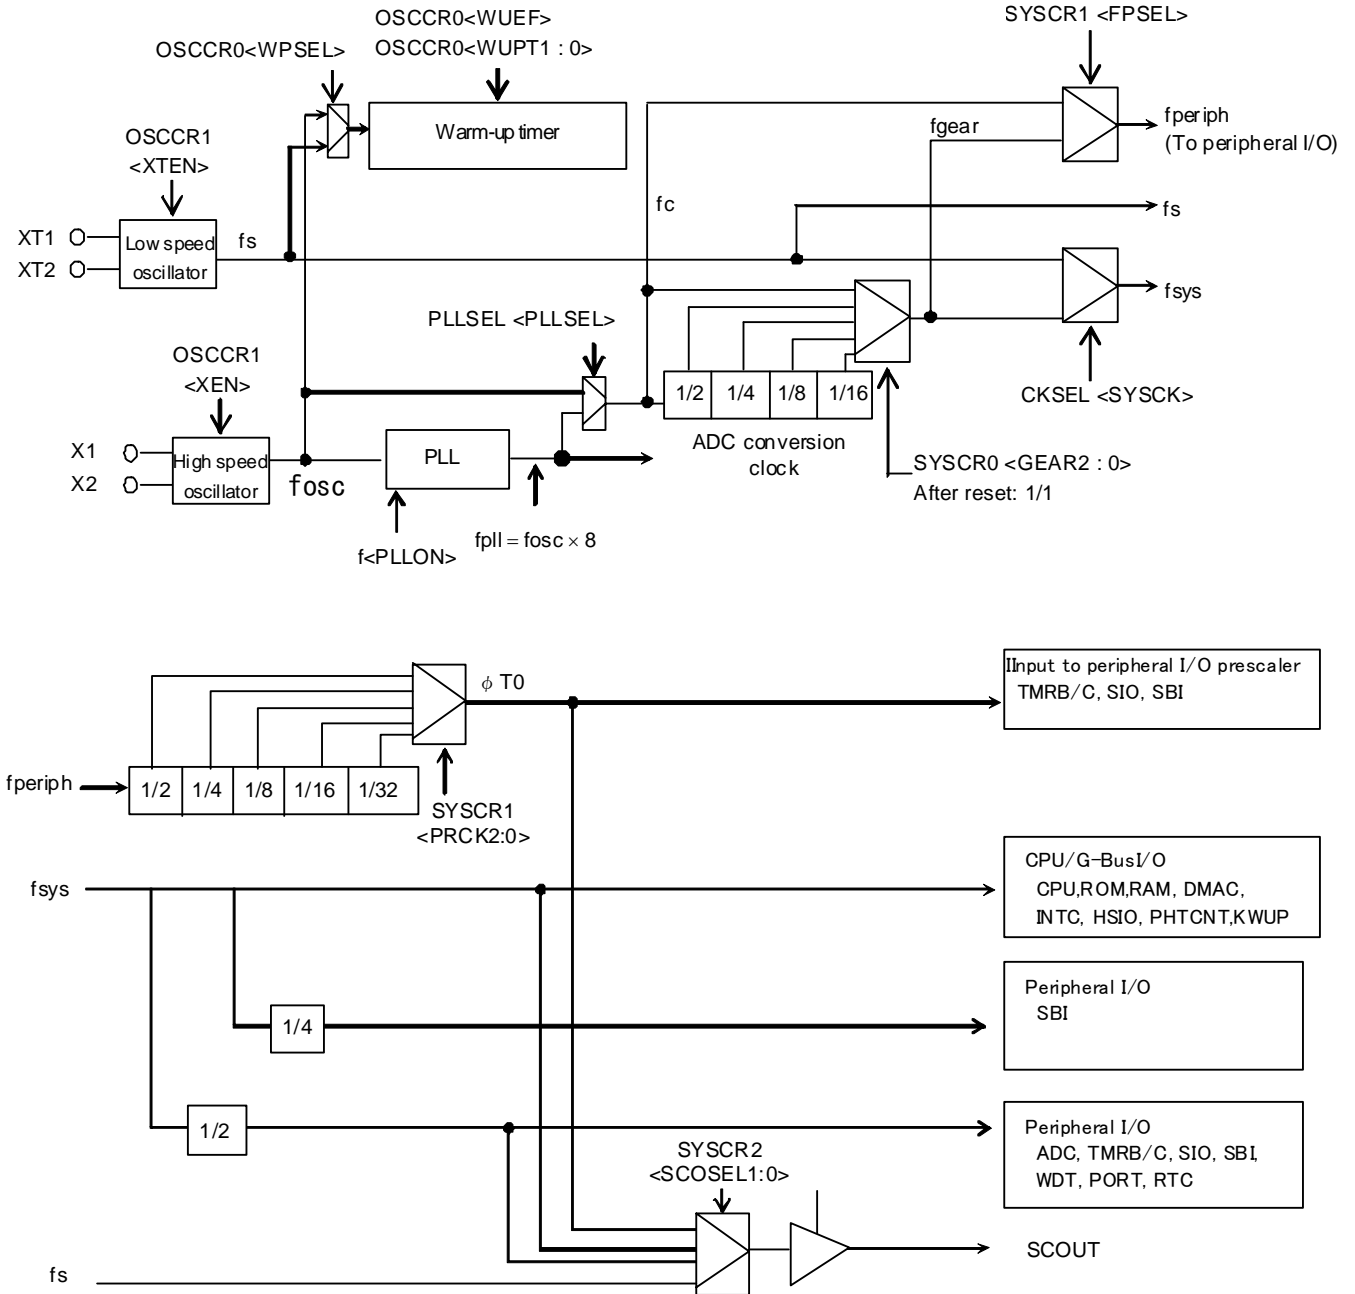 OSCCR0<WUEF>
OSCCR0<WUPT1 : 0>
SYSCR1 <FPSEL>
OSCCR0<WPSEL>
Warm-up timer
fgear
fperiph
(To peripheral I/O)
OSCCR1
<XTEN>
fc
fs
XT1
XT2
Low speed
oscillator
fs
fsys
PLLSEL <PLLSEL>
OSCCR1
<XEN>
1/2
1/4
1/8
1/16
CKSEL <SYSCK>
X1
X2
High speed
oscillator
fosc
PLL
ADC conversion
clock
SYSCR0 <GEAR2 : 0>
After reset: 1/1
fpll = fosc × 8
f<PLLON>
IInput to peripheral I/O prescaler
TMRB/C, SIO, SBI
ϕ T0
fperiph
1/2
1/4
1/8
1/16
1/32
SYSCR1
<PRCK2:0>
fsys
CPU/G-BusI/O
CPU,ROM,RAM, DMAC,
INTC, HSIO, PHTCNT,KWUP
1/4
Peripheral I/O
SBI
1/2
Peripheral I/O
ADC, TMRB/C, SIO, SBI,
WDT, PORT, RTC
SYSCR2
<SCOSEL1:0>
SCOUT
fs